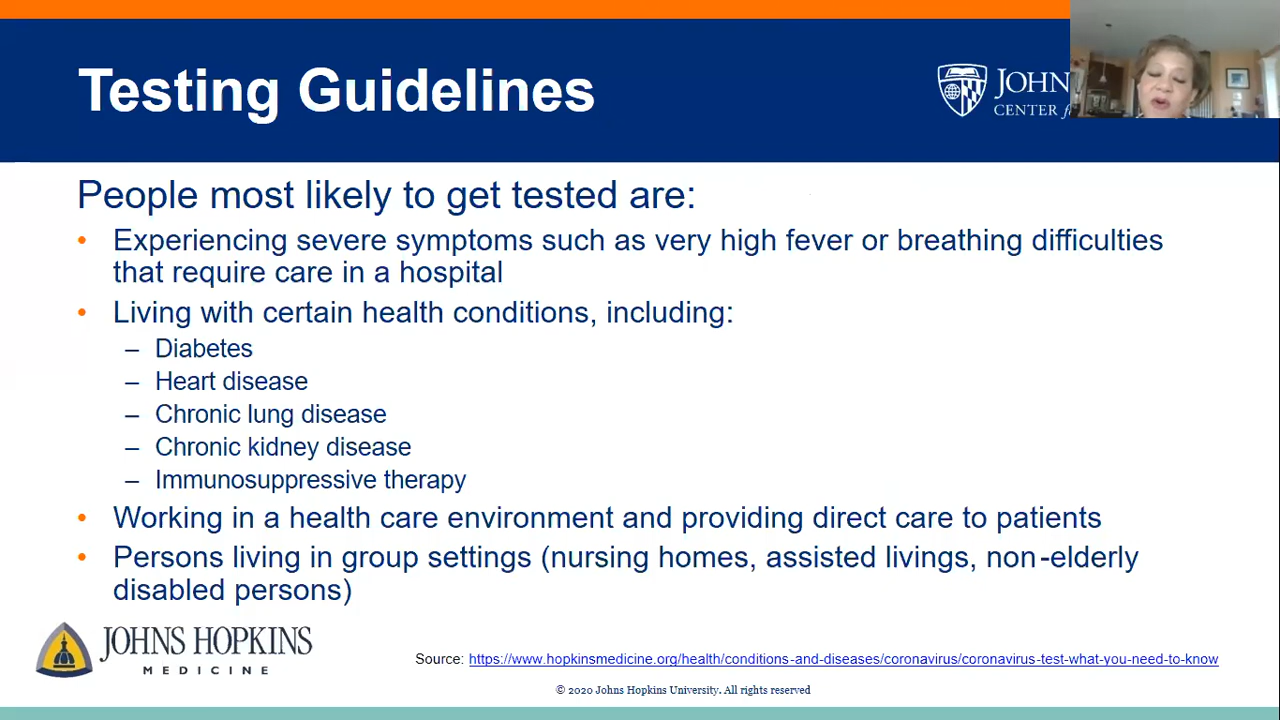 Testing Guidelines
JOHN
CENTER f
People most likely to get tested are:
• Experiencing severe symptoms such as very high fever or breathing difficulties
that require care in a hospital
• Living with certain health conditions, including:
– Diabetes
– Heart disease
– Chronic lung disease
– Chronic kidney disease
– Immunosuppressive therapy
• Working in a health care environment and providing direct care to patients
• Persons living in group settings (nursing homes, assisted livings, non-elderly
disabled persons)
JOHNS HOPKINS
MEDICINE
Source: https://www.hopkinsmedicine.org/health/conditions-and-diseases/coronavirus/coronavirus-test-what-you-need-to-know
© 2020 Johns Hopkins University. All rights reserved